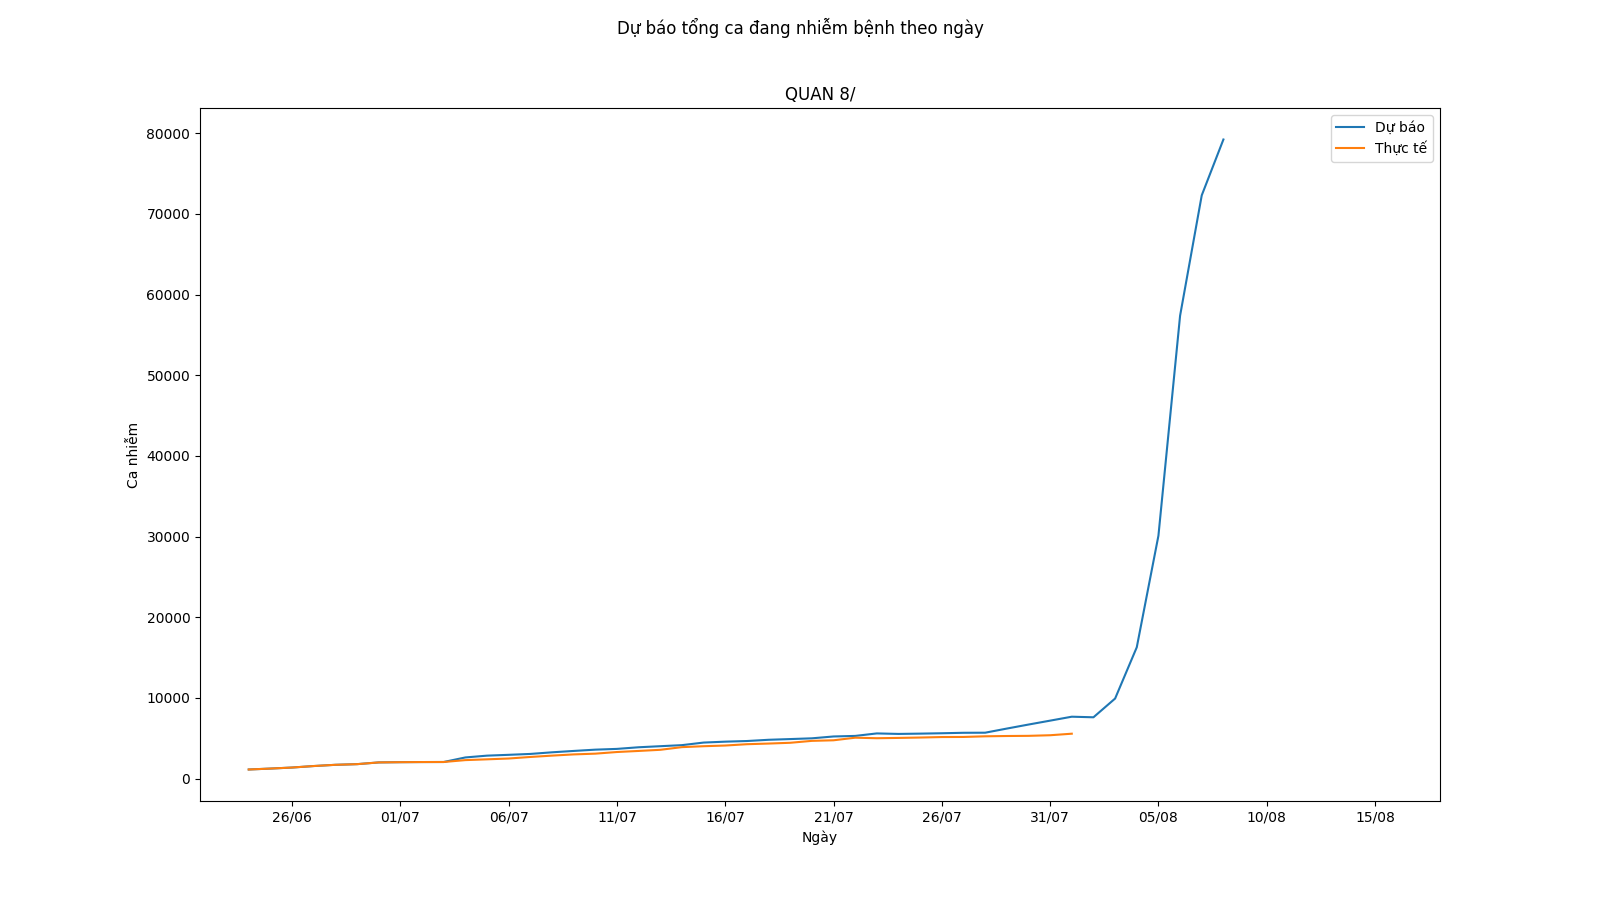 Dự báo tổng ca đang nhiễm bệnh theo ngày
QUAN 8/
Dự báo
Thực tế
80000
70000
60000
50000
40000
30000
20000
10000
0
Ca nhiễm
26/06 01/07 06/07 11/07 16/07 21/07 26/07 31/07 05/08 10/08 15/08
Ngày